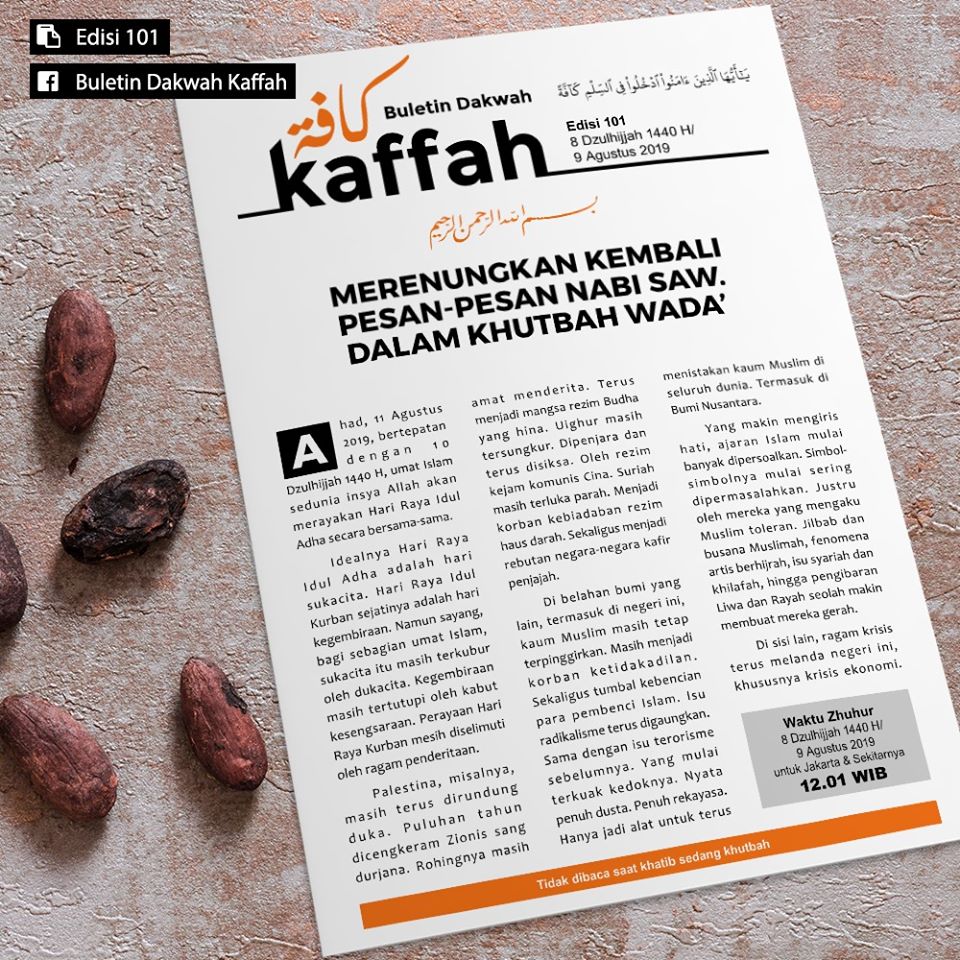 Edisi 101
Buletin Dakwah Kaffah
كافة
Buletin Dakwah
kaffah
يَـٰٓأَيُّهَا ٱلَّذِينَ ءَامَنُوا۟ ٱدْخُلُوا۟ فِى ٱلسِّلْمِ كَآفَّةً
Edisi 101
8 Dzulhijjah 1440 H/
9 Agustus 2019
بسم الله الرحمن الرحيم
MERENUNGKAN KEMBALI
PESAN-PESAN NABI SAW.
DALAM KHUTBAH WADA’
Ahad, 11 Agustus
2019, bertepatan
dengan 10
Dzulhijjah 1440 H, umat Islam
sedunia insya Allah akan
merayakan Hari Raya Idul
Adha secara bersama-sama.
Idealnya Hari Raya
Idul Adha adalah hari
sukacita. Hari Raya Idul
Kurban sejatinya adalah hari
kegembiraan. Namun sayang,
bagi sebagian umat Islam,
sukacita itu masih terkubur
oleh dukacita. Kegembiraan
masih tertutupi oleh kabut
kesengsaraan. Perayaan Hari
Raya Kurban mesih diselimuti
oleh ragam penderitaan.
Palestina, misalnya,
masih terus dirundung
duka. Puluhan tahun
dicengkeram Zionis sang
durjana. Rohingnya masih
amat menderita. Terus
menjadi mangsa rezim Budha
yang hina. Uighur masih
tersungkur. Dipenjara dan
terus disiksa. Oleh rezim
kejam komunis Cina. Suriah
masih terluka parah. Menjadi
korban kebiadaban rezim
haus darah. Sekaligus menjadi
rebutan negara-negara kafir
penjajah.
Di belahan bumi yang
lain, termasuk di negeri ini,
kaum Muslim masih tetap
terpinggirkan. Masih menjadi
korban ketidakadilan.
Sekaligus tumbal kebencian
para pembenci Islam. Isu
radikalisme terus digaungkan.
Sama dengan isu terorisme
sebelumnya. Yang mulai
terkuak kedoknya. Nyata
penuh dusta. Penuh rekayasa.
Hanya jadi alat untuk terus
menistakan kaum Muslim di
seluruh dunia. Termasuk di
Bumi Nusantara.
Yang makin mengiris
hati, ajaran Islam mulai
banyak dipersoalkan. Simbol-
simbolnya mulai sering
dipermasalahkan. Justru
oleh mereka yang mengaku
Muslim toleran. Jilbab dan
busana Muslimah, fenomena
artis berhijrah, isu syariah dan
khilafah, hingga pengibaran
Liwa dan Rayah seolah makin
membuat mereka gerah.
Di sisi lain, ragam krisis
terus melanda negeri ini,
khususnya krisis ekonomi.
Waktu Zhuhur
8 Dzulhijjah 1440 H/
9 Agustus 2019
untuk Jakarta & Sekitarnya
12.01 WIB
Tidak dibaca saat khatib sedang khutbah